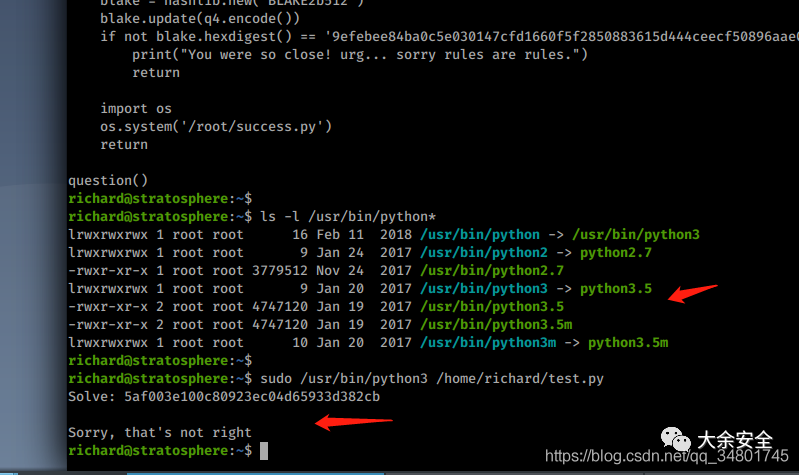 blake = hashlib.new('BLAKE2b512')
blake.update(q4.encode())
if not blake.hexdigest() == '9efebee84ba0c5e030147cfd1660f5f2850883615d444ceecf50896aae0
print("You were so close! urg... sorry rules are rules.")
return
import os
os.system('/root/success.py')
return
question()
richard@stratosphere:~$
richard@stratosphere:~$ ls -l /usr/bin/python*
lrwxrwxrwx 1 root root 16 Feb 11 2018 /usr/bin/python -> /usr/bin/python3
lrwxrwxrwx 1 root root 9 Jan 24 2017 /usr/bin/python2 -> python2.7
-rwxr-xr-x 1 root root 3779512 Nov 24 2017 /usr/bin/python2.7
lrwxrwxrwx 1 root root 9 Jan 20 2017 /usr/bin/python3 -> python3.5
-rwxr-xr-x 2 root root 4747120 Jan 19 2017 /usr/bin/python3.5
-rwxr-xr-x 2 root root 4747120 Jan 19 2017 /usr/bin/python3.5m
lrwxrwxrwx 1 root root 10 Jan 20 2017 /usr/bin/python3m -> python3.5m
richard@stratosphere:~$
richard@stratosphere:~$ sudo /usr/bin/python3 /home/richard/test.py
Solve: 5af003e100c80923ec04d65933d382cb
Sorry, that's not right
richard@stratosphere:~$
大余安全
https://blog.csdn.net/qq_34801745